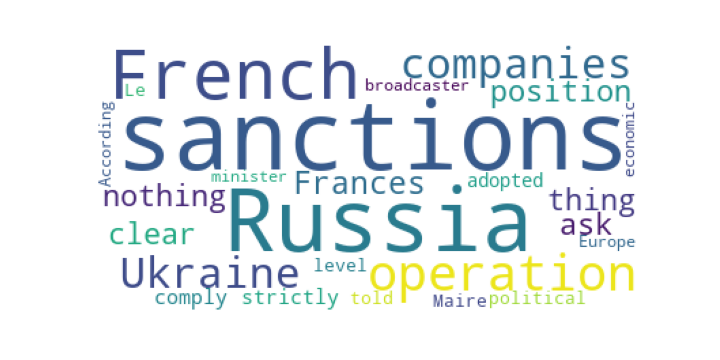 French
companies
Le
broadcaster
position
According
sanctions
economic
minister
Frances
adopted
nothing
Russia
thing
clear
ask
Europe
Ukraine
level
operation
comply
strictly
told
Maire
political